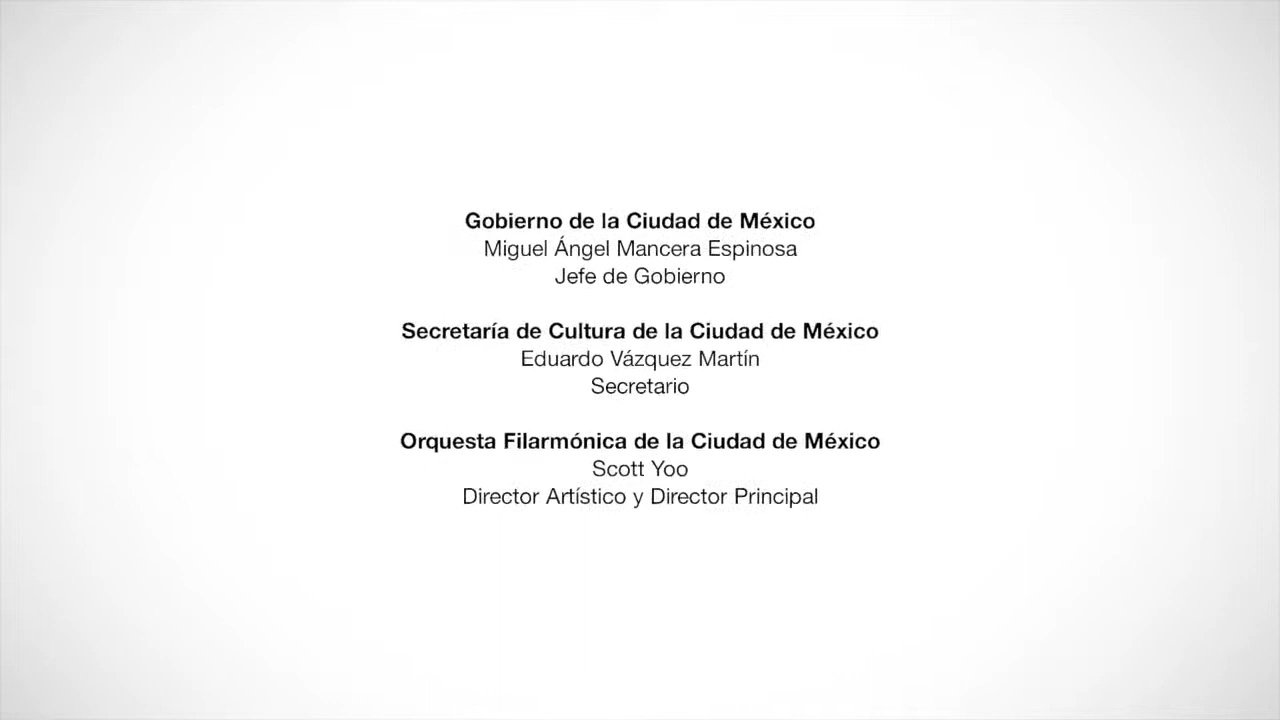 Gobierno de la Ciudad de México
Miguel Ángel Mancera Espinosa
Jefe de Gobierno
Secretaría de Cultura de la Ciudad de México
Eduardo Vázquez Martín
Secretario
Orquesta Filarmónica de la Ciudad de México
Scott Yoo
Director Artístico y Director Principal